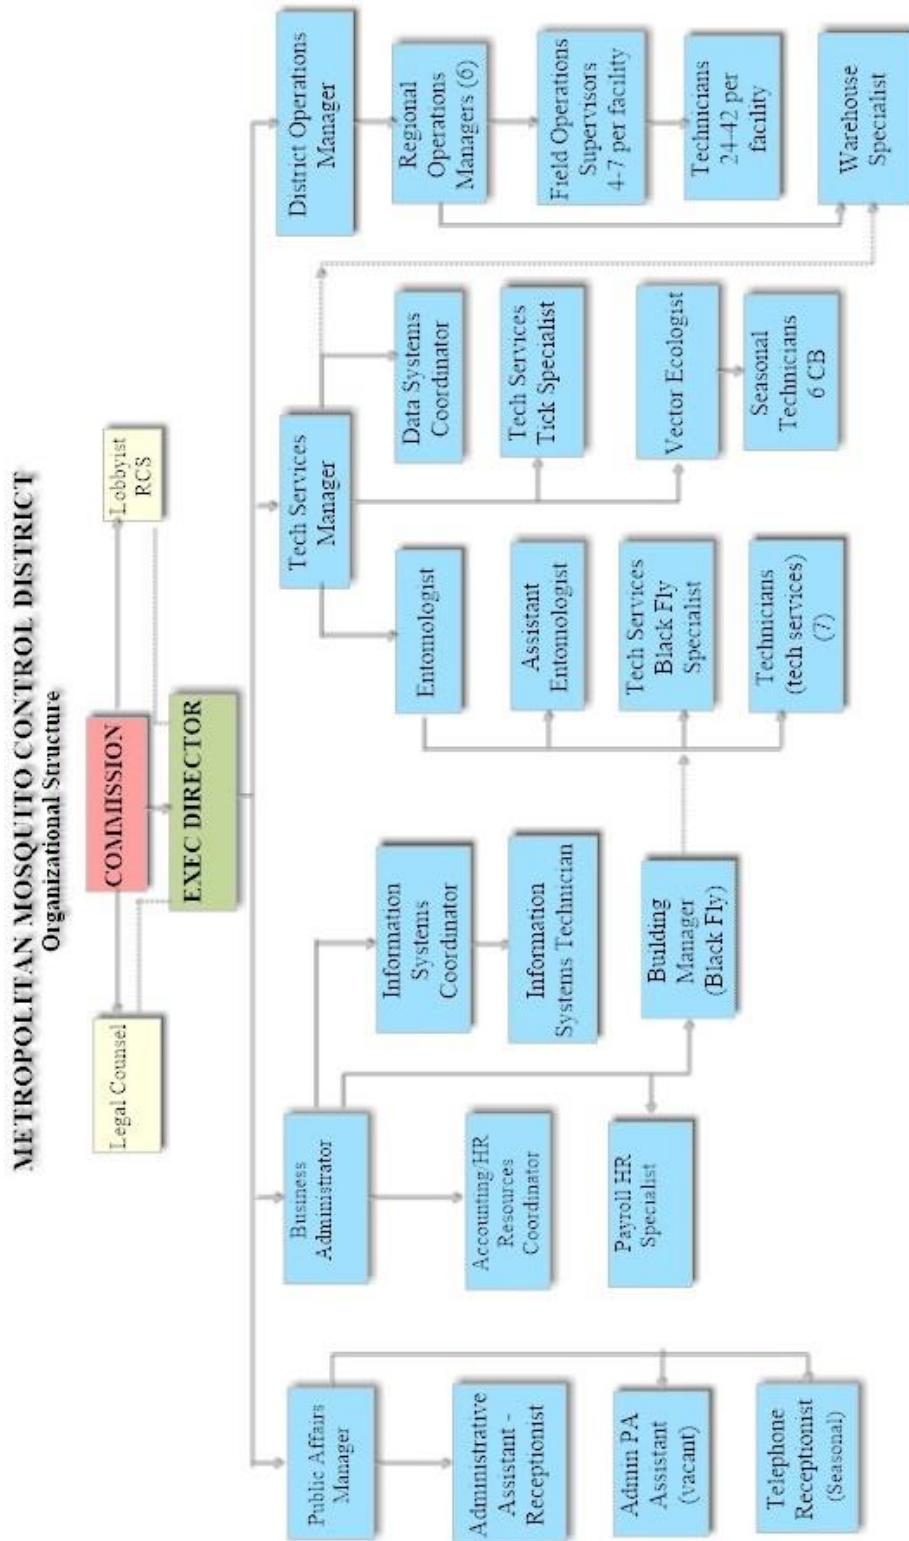 METROPOLITAN MOSQUITO CONTROL DISTRICT
Organizational Structure
Legal Counsel
COMMISSION
Lobbyist
RCS
EXEC DIRECTOR
Public Affairs
Manager
Business
Administrator
Tech Services
Manager
District Operations
Manager
Administrative
Assistant -
Receptionist
Admin PA
Assistant
(vacant)
Telephone
Receptionist
(Seasonal)
Accounting/HR
Resources
Coordinator
Payroll HR
Specialist
Information
Systems
Coordinator
Information
Systems Technician
Building
Manager
(Black Fly)
Entomologist
Assistant
Entomologist
Tech Services
Black Fly
Specialist
Technicians
(tech services)
(7)
Data Systems
Coordinator
Tech Services
Tick Specialist
Vector Ecologist
Seasonal
Technicians
6 CB
Regional
Operations
Managers (6)
Field Operations
Supervisors
4-7 per facility
Technicians
24-42 per
facility
Warehouse
Specialist